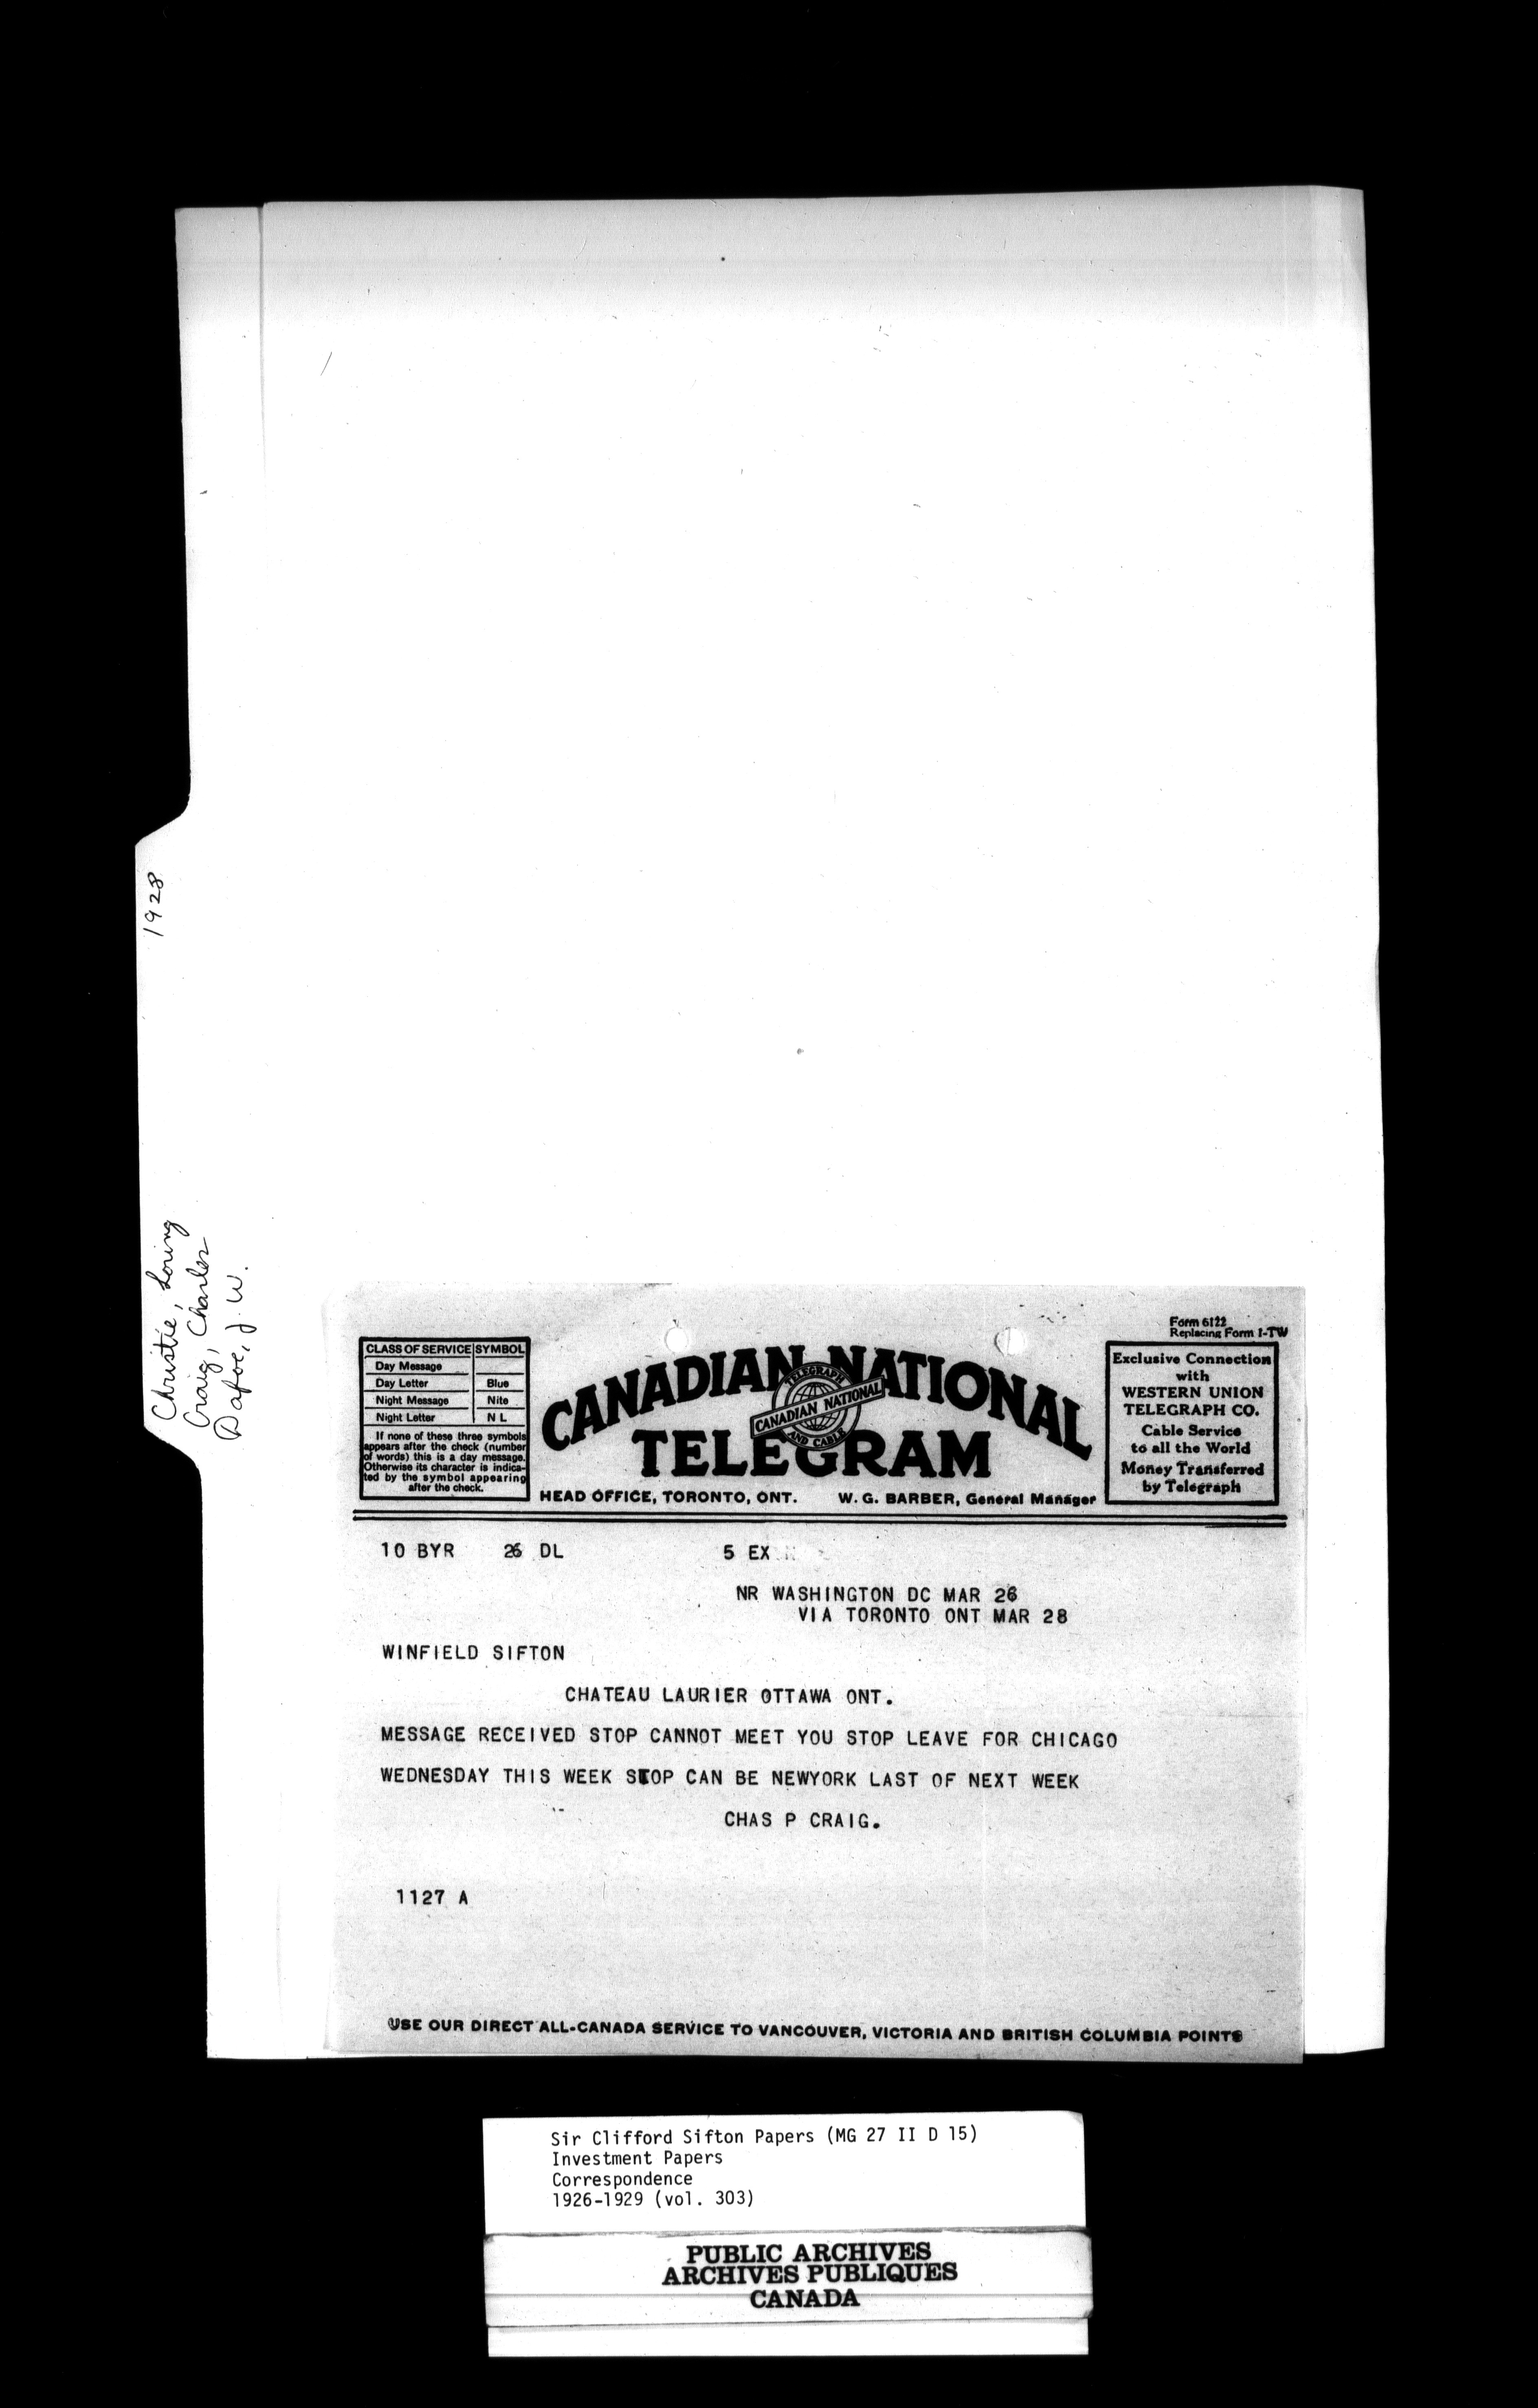 1928
Christie, Loring
Craig, Charles
Dafoe, J. W.
Form 6122
Replacing Form 1-TW
CLASS OF SERVICE SYMBOL
Day Message
Day Letter Blue
Night Message Nite
Night Letter N L
If none of these three symbols
appears after the check (number
of words) this is a day message.
Otherwise its character is indica-
ted by the symbol appearing
after the check.
CANADIAN NATIONAL
TELEGRAM
TELEGRAPH
CANADIAN NATIONAL
AND CABLE
HEAD OFFICE, TORONTO, ONT. W. G. BARBER, General Manager
Exclusive Connection
with
WESTERN UNION
TELEGRAPH CO.
Cable Service
to all the World
Money Transferred
by Telegraph
10 BYR 26 DL 5 EX
NR WASHINGTON DC MAR 26
VIA TORONTO ONT MAR 28
WINFIELD SIFTON
CHATEAU LAURIER OTTAWA ONT.
MESSAGE RECEIVED STOP CANNOT MEET YOU STOP LEAVE FOR CHICAGO
WEDNESDAY THIS WEEK STOP CAN BE NEWYORK LAST OF NEXT WEEK
CHAS P CRAIG.
1127 A
USE OUR DIRECT ALL-CANADA SERVICE TO VANCOUVER, VICTORIA AND BRITISH COLUMBIA POINTS
Sir Clifford Sifton Papers (MG 27 II D 15)
Investment Papers
Correspondence
1926-1929 (vol. 303)
PUBLIC ARCHIVES
ARCHIVES PUBLIQUES
CANADA